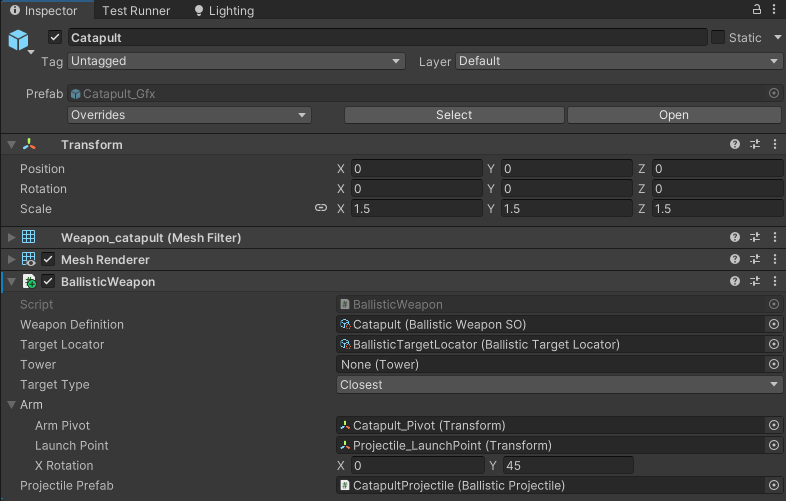 Inspector Test Runner Lighting
Catapult Static
Tag Untagged Layer Default
Prefab Catapult_Gfx
Overrides Select Open
Transform
Position X 0 Y 0 Z 0
Rotation X 0 Y 0 Z 0
Scale X 1.5 Y 1.5 Z 1.5
Weapon_catapult (Mesh Filter)
Mesh Renderer
BallisticWeapon
Script BallisticWeapon
Weapon Definition Catapult (Ballistic Weapon SO)
Target Locator BallisticTargetLocator (Ballistic Target Locator)
Tower None (Tower)
Target Type Closest
Arm
Arm Pivot Catapult_Pivot (Transform)
Launch Point Projectile_LaunchPoint (Transform)
X Rotation X 0 Y 45
Projectile Prefab CatapultProjectile (Ballistic Projectile)